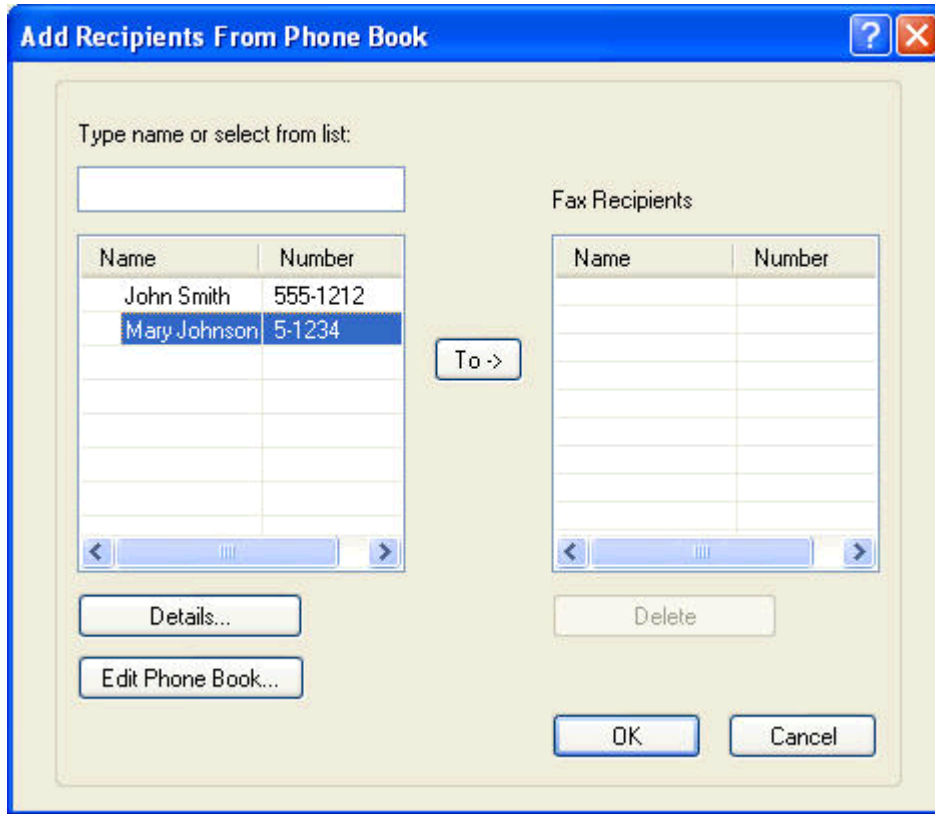 Add Recipients From Phone Book
Type name or select from list:
Fax Recipients
Name Number
John Smith 555-1212
Mary Johnson 5-1234
To ->
Name Number
Details...
Edit Phone Book...
Delete
OK Cancel